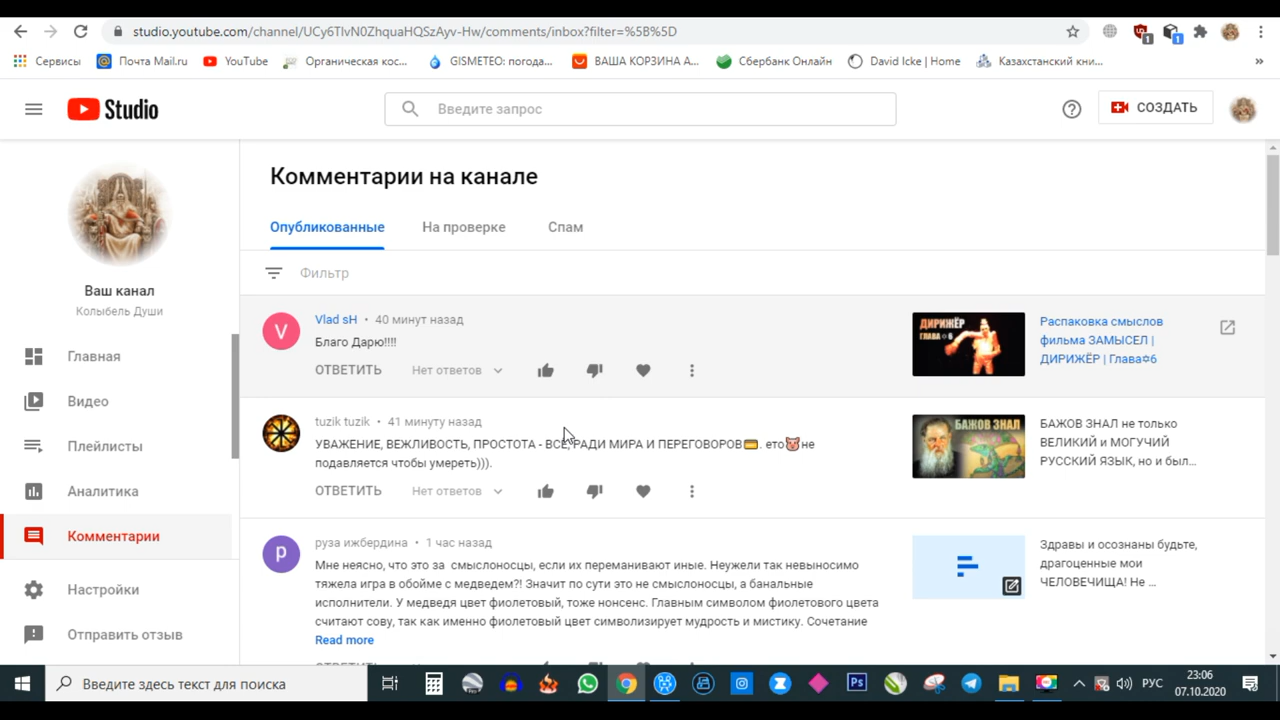 studio.youtube.com/channel/UCy6TlvN0ZhquaHQSzAyv-Hw/comments/inbox?filter=%5B%5D
1
1
Сервисы
Почта Mail.ru
YouTube
Органическая кос...
GISMETEO: погода...
ВАША КОРЗИНА А...
Сбербанк Онлайн
David Icke | Home
Казахстанский кни...
»
Studio
Введите запрос
СОЗДАТЬ
Ваш канал
Колыбель Души
Главная
Видео
Плейлисты
Аналитика
Комментарии
Настройки
Отправить отзыв
Комментарии на канале
Опубликованные
На проверке
Спам
Фильтр
V
Vlad sH • 40 минут назад
Благо Дарю!!!!
ОТВЕТИТЬ
Нет ответов
ДИРИЖЁР
ГЛАВА ✡ 6
Распаковка смыслов
фильма ЗАМЫСЕЛ |
ДИРИЖЁР | Глава✡6
tuzik tuzik • 41 минуту назад
УВАЖЕНИЕ, ВЕЖЛИВОСТЬ, ПРОСТОТА - ВСЕ,РАДИ МИРА И ПЕРЕГОВОРОВ💳. ето🐷не
подавляется чтобы умереть))).
ОТВЕТИТЬ
Нет ответов
БАЖОВ ЗНАЛ
БАЖОВ ЗНАЛ не только
ВЕЛИКИЙ и МОГУЧИЙ
РУССКИЙ ЯЗЫК, но и был...
р
руза ижбердина • 1 час назад
Мне неясно, что это за смыслоносцы, если их переманивают иные. Неужели так невыносимо
тяжела игра в обойме с медведем?! Значит по сути это не смыслоносцы, а банальные
исполнители. У медведя цвет фиолетовый, тоже нонсенс. Главным символом фиолетового цвета
считают сову, так как именно фиолетовый цвет символизирует мудрость и мистику. Сочетание
Read more
Здравы и осознаны будьте,
драгоценные мои
ЧЕЛОВЕЧИЩА! Не ...
Введите здесь текст для поиска
Ps
РУС
23:06
07.10.2020